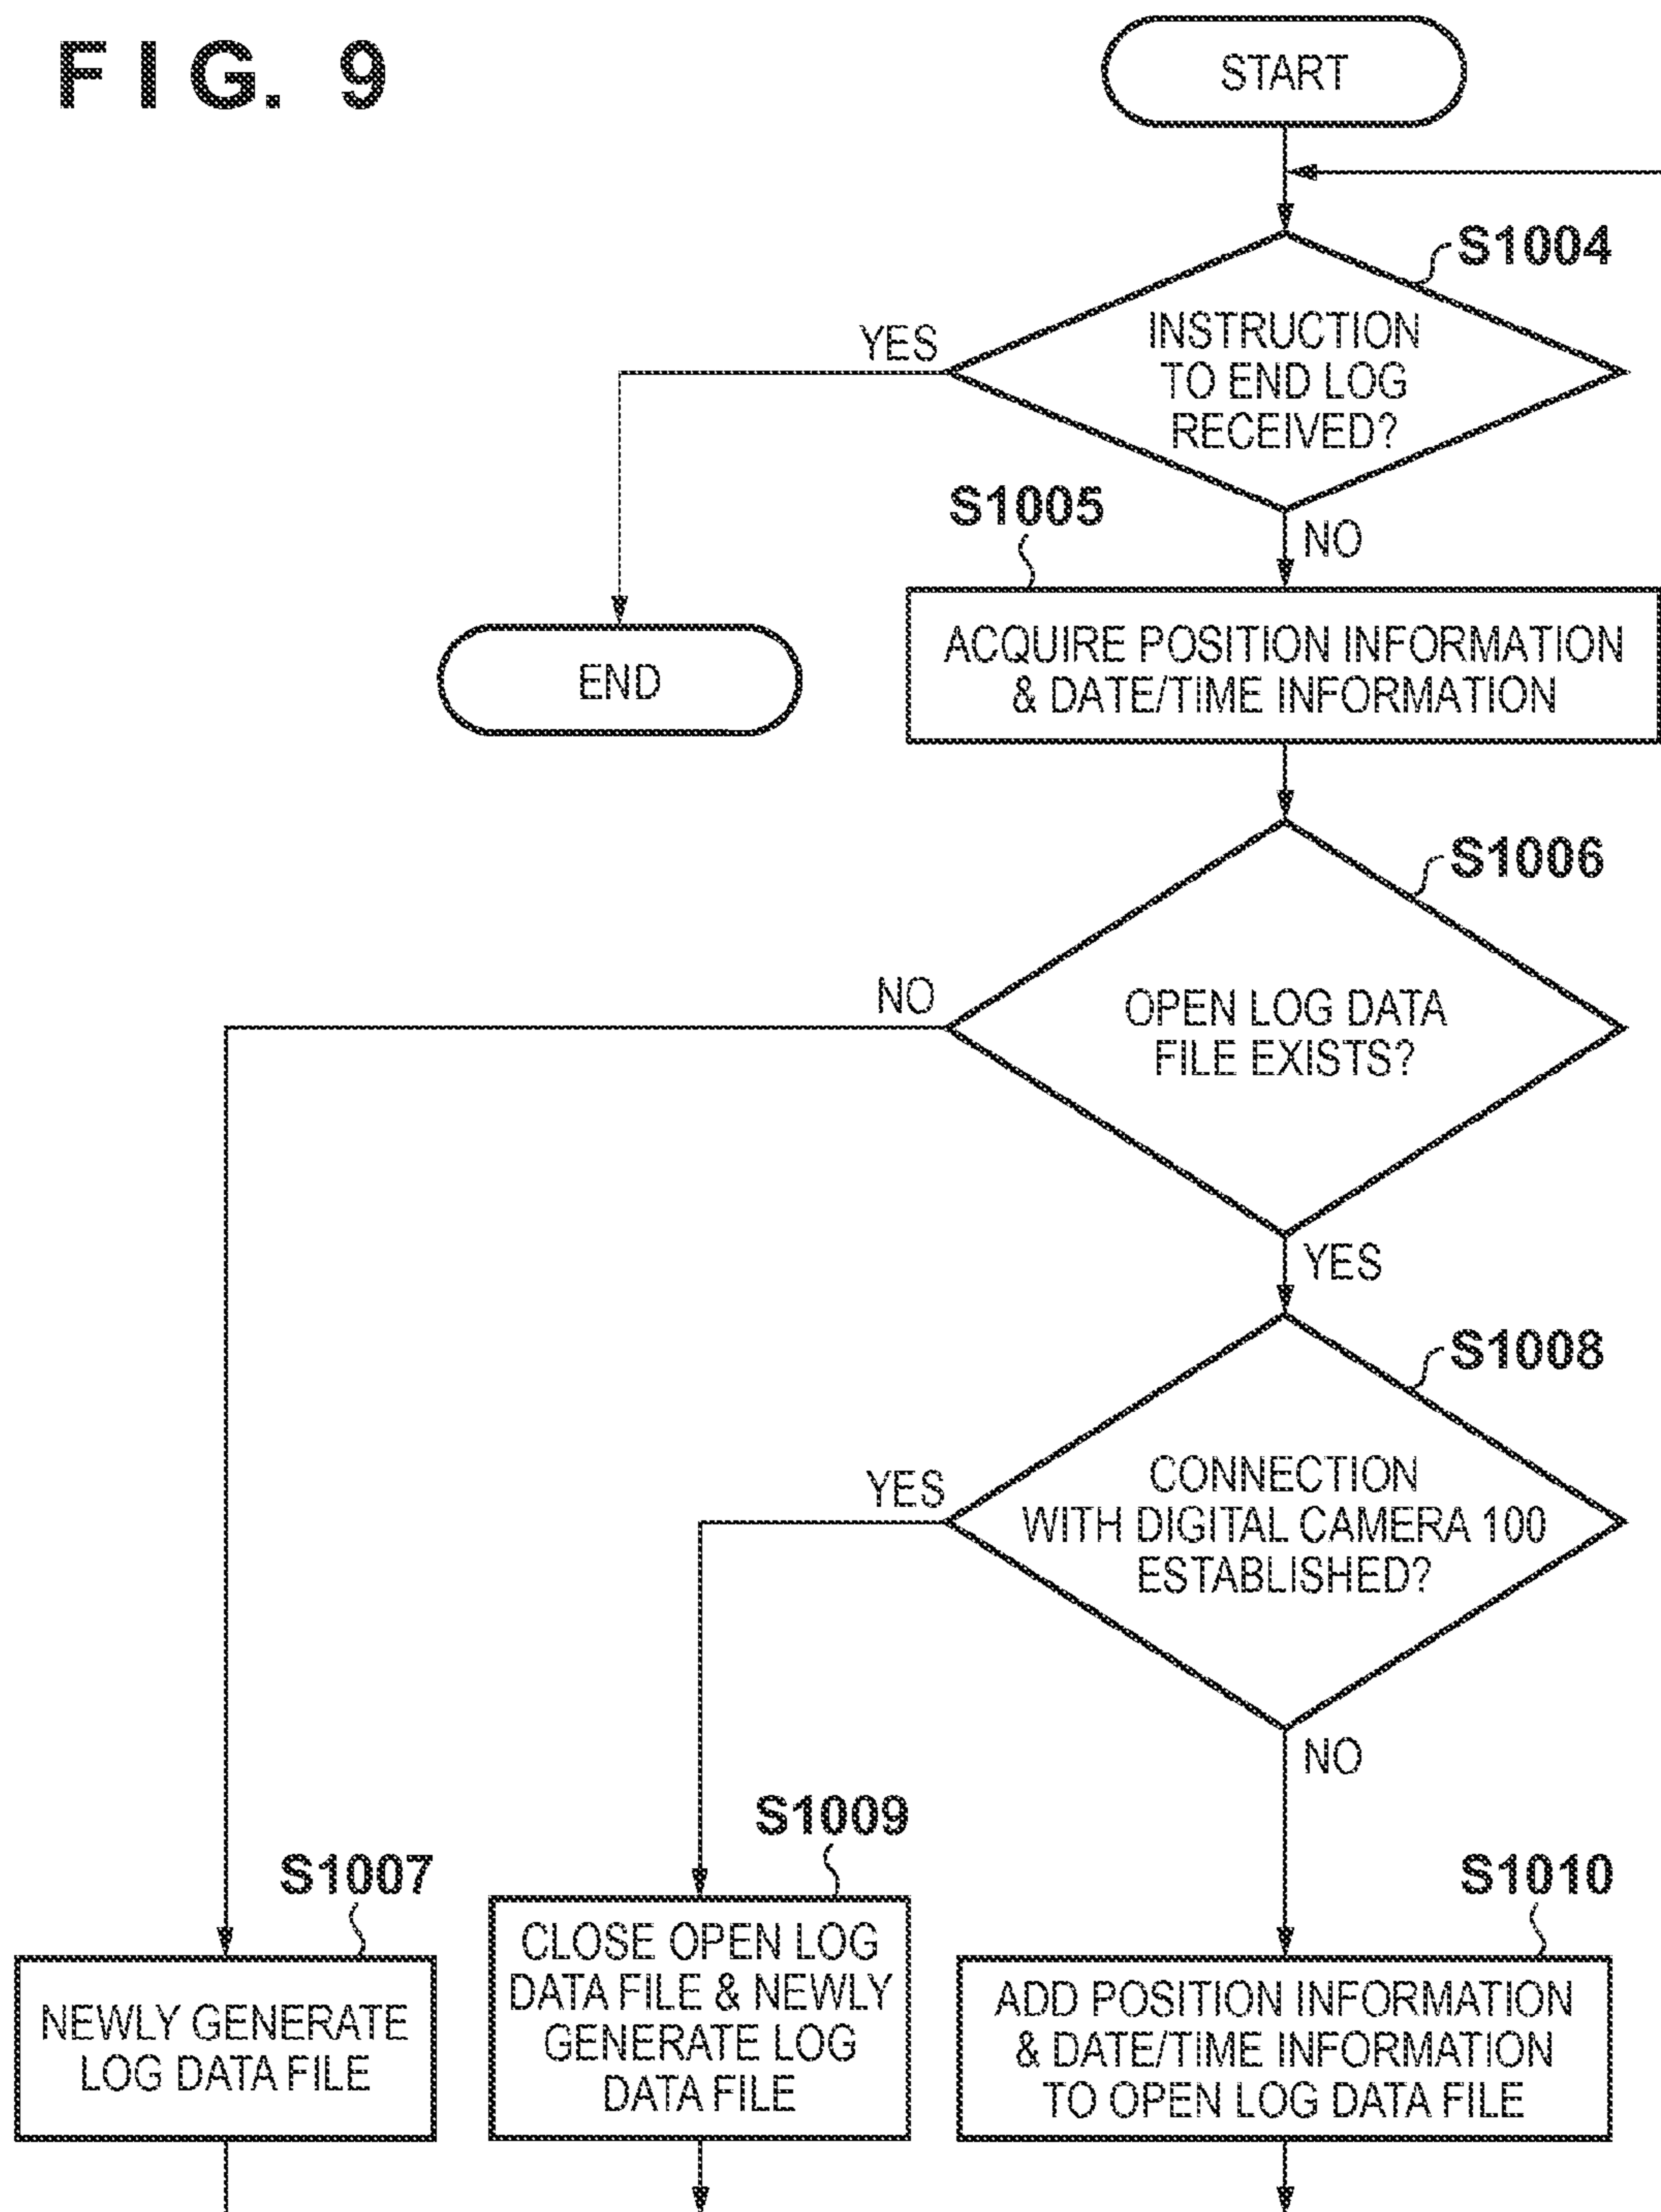 FIG. 9
START
S1004
INSTRUCTION
TO END LOG
RECEIVED?
YES
NO
END
S1005
ACQUIRE POSITION INFORMATION
& DATE/TIME INFORMATION
S1006
OPEN LOG DATA
FILE EXISTS?
NO
YES
S1008
CONNECTION
WITH DIGITAL CAMERA 100
ESTABLISHED?
YES
NO
S1007
NEWLY GENERATE
LOG DATA FILE
S1009
CLOSE OPEN LOG
DATA FILE & NEWLY
GENERATE LOG
DATA FILE
S1010
ADD POSITION INFORMATION
& DATE/TIME INFORMATION
TO OPEN LOG DATA FILE